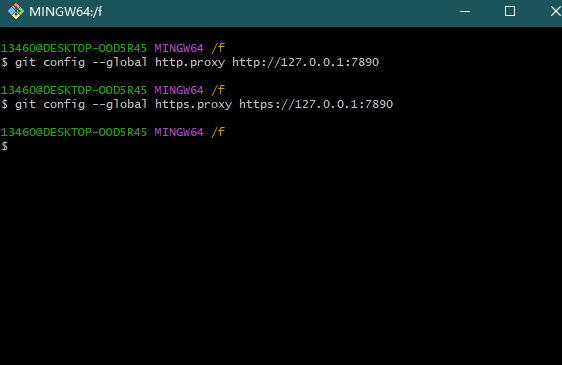 MINGW64:/f
13460@DESKTOP-OOD5R45 MINGW64 /f
$ git config --global http.proxy http://127.0.0.1:7890
13460@DESKTOP-OOD5R45 MINGW64 /f
$ git config --global https.proxy https://127.0.0.1:7890
13460@DESKTOP-OOD5R45 MINGW64 /f
$